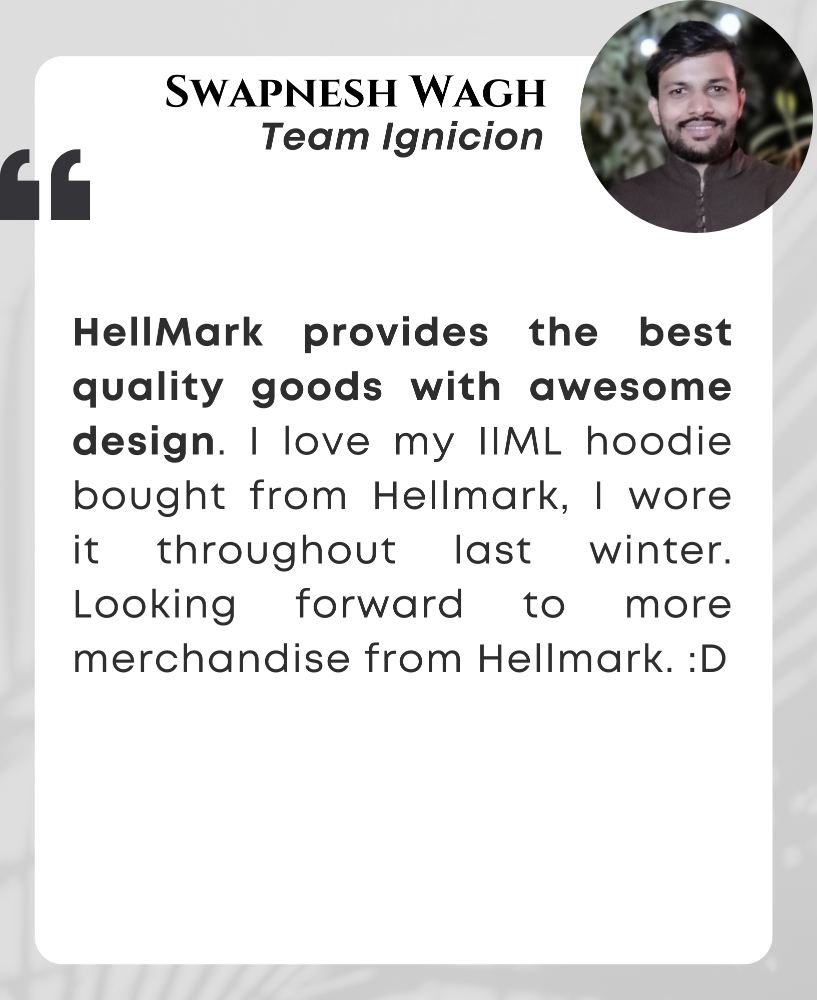 Swapnesh Wagh
Team Ignicion
“
HellMark provides the best
quality goods with awesome
design. I love my IIML hoodie
bought from Hellmark, I wore
it throughout last winter.
Looking forward to more
merchandise from Hellmark. :D